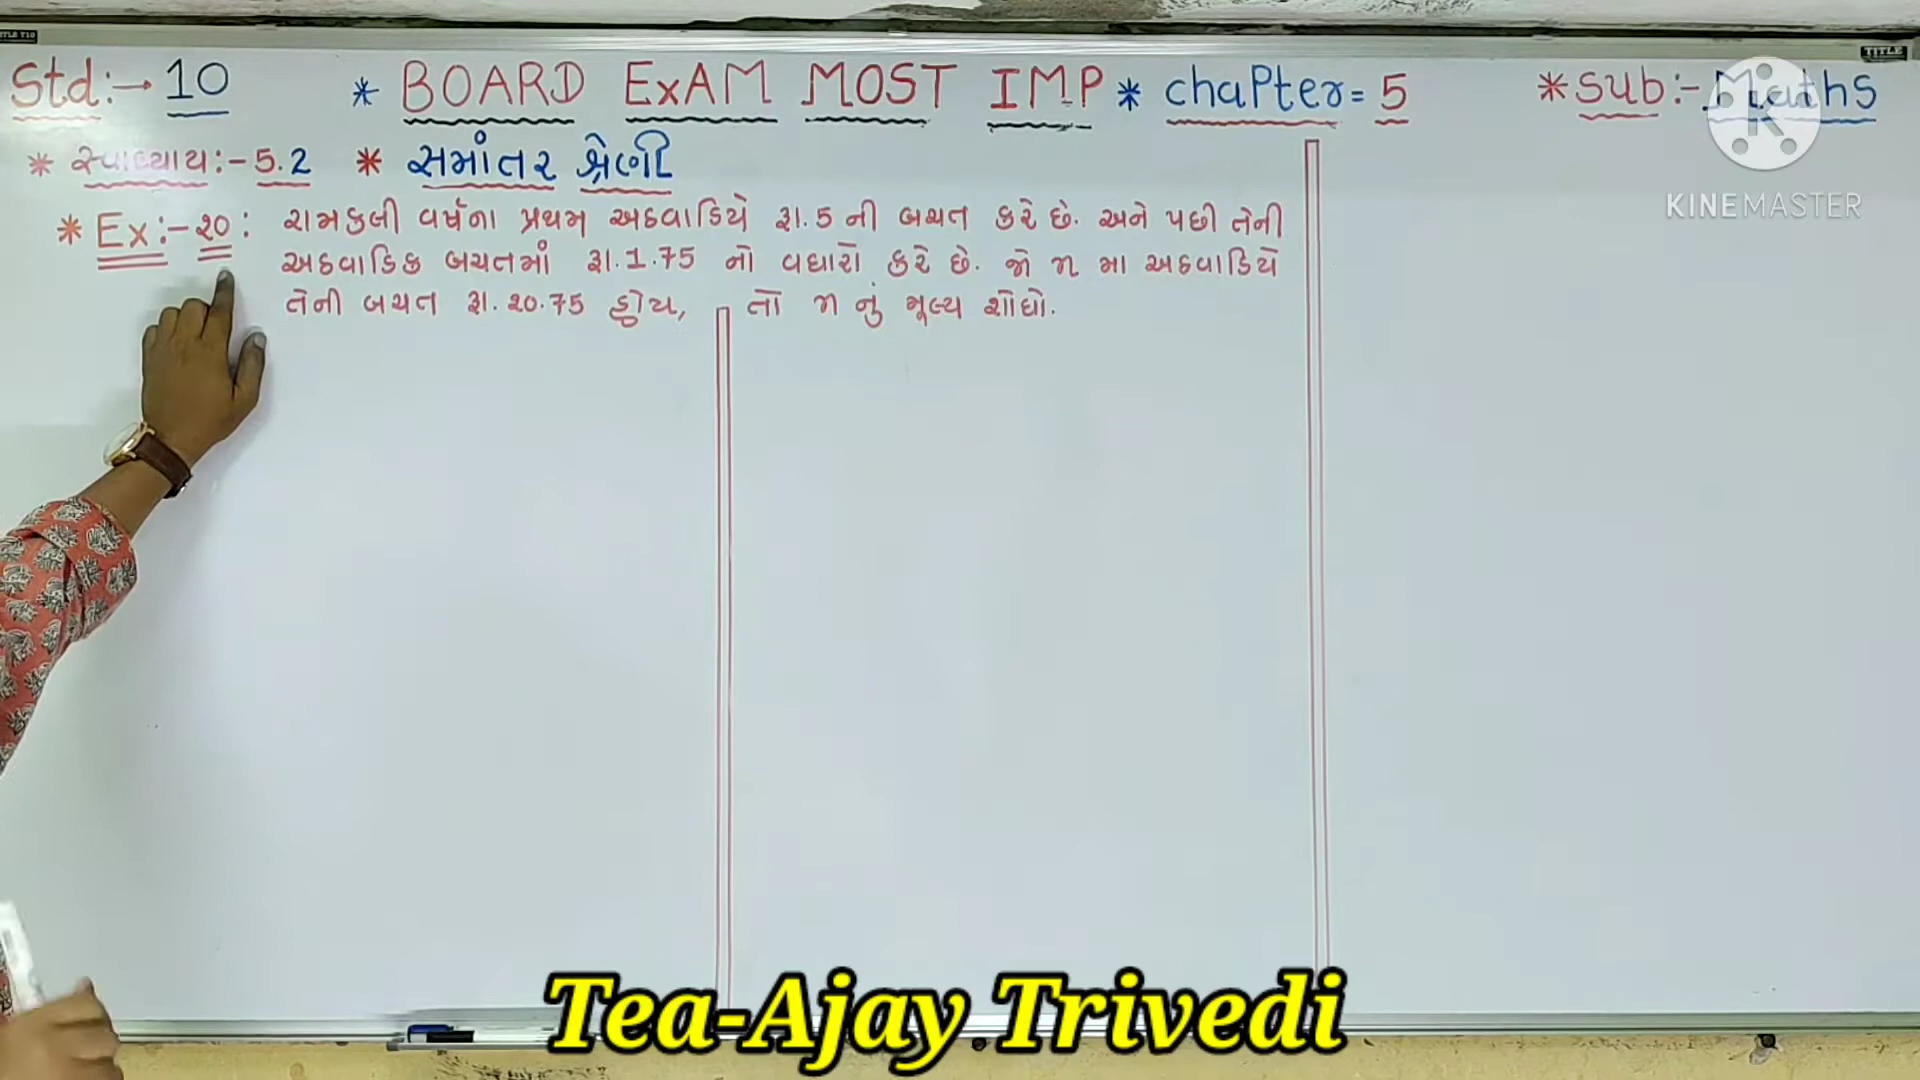 Std:→ 10 * BOARD ExAM MOST IMP * chapter = 5 * Sub:- Maths
* સ્વાધ્યાય:- 5.2 * સમાંતર શ્રેણી
* Ex:- 20: રામકલી વર્ષના પ્રથમ અઠવાડિયે રૂા. 5 ની બચત કરે છે. અને પછી તેની
અઠવાડિક બચતમાં રૂા. 1.75 નો વધારો કરે છે. જો n મા અઠવાડિયે
તેની બચત રૂા. 20.75 હોય, તો n નું મૂલ્ય શોધો.
TITLE
KINEMASTER
Tea-Ajay Trivedi